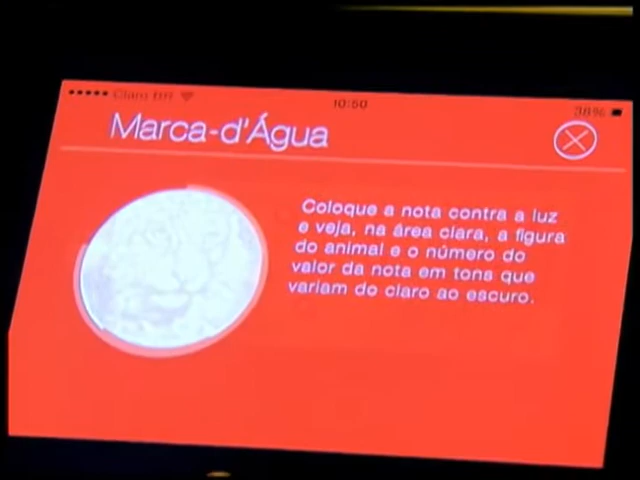 Claro BR 10:50 38%
Marca-d'Água
Coloque a nota contra a luz
e veja, na área clara, a figura
do animal e o número do
valor da nota em tons que
variam do claro ao escuro.